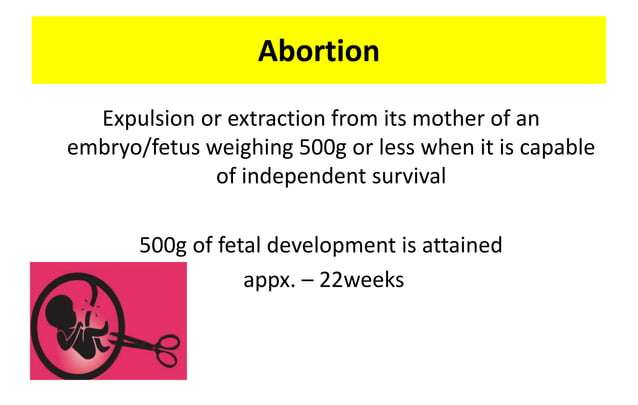 Abortion
Expulsion or extraction from its mother of an
embryo/fetus weighing 500g or less when it is capable
of independent survival
500g of fetal development is attained
appx. – 22weeks